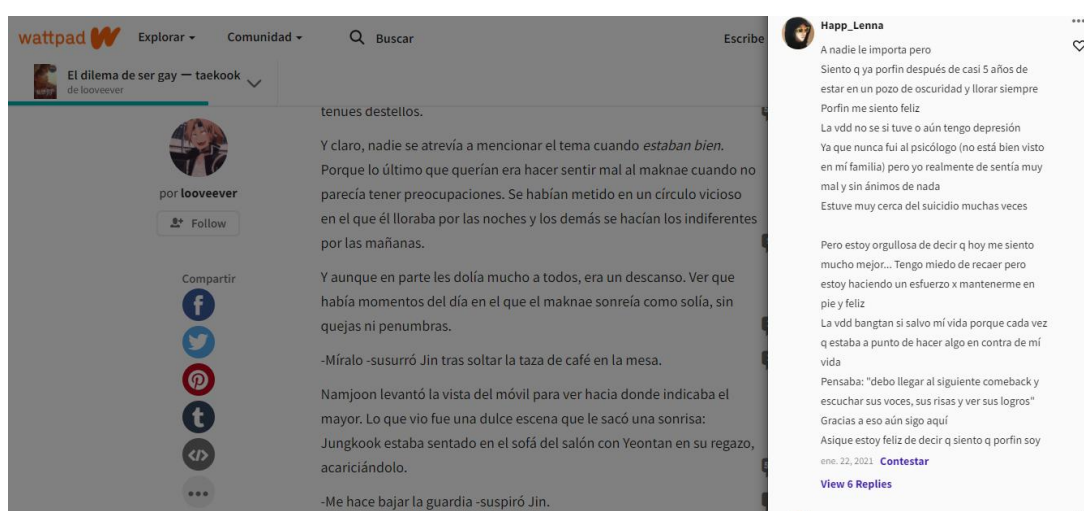 wattpad
Explorar
Comunidad
Buscar
Escribe
El dilema de ser gay — taekook
de looveever
por looveever
Follow
Compartir
tenues destellos.
Y claro, nadie se atrevía a mencionar el tema cuando estaban bien.
Porque lo último que querían era hacer sentir mal al maknae cuando no
parecía tener preocupaciones. Se habían metido en un círculo vicioso
en el que él lloraba por las noches y los demás se hacían los indiferentes
por las mañanas.
Y aunque en parte les dolía mucho a todos, era un descanso. Ver que
había momentos del día en el que el maknae sonreía como solía, sin
quejas ni penumbras.
-Míralo -susurró Jin tras soltar la taza de café en la mesa.
Namjoon levantó la vista del móvil para ver hacia donde indicaba el
mayor. Lo que vio fue una dulce escena que le sacó una sonrisa:
Jungkook estaba sentado en el sofá del salón con Yeontan en su regazo,
acariciándolo.
-Me hace bajar la guardia -suspiró Jin.
Happ_Lenna
A nadie le importa pero
Siento q ya porfin después de casi 5 años de
estar en un pozo de oscuridad y llorar siempre
Porfin me siento feliz
La vdd no se si tuve o aún tengo depresión
Ya que nunca fui al psicólogo (no está bien visto
en mí familia) pero yo realmente de sentía muy
mal y sin ánimos de nada
Estuve muy cerca del suicidio muchas veces
Pero estoy orgullosa de decir q hoy me siento
mucho mejor... Tengo miedo de recaer pero
estoy haciendo un esfuerzo x mantenerme en
pie y feliz
La vdd bangtan si salvo mí vida porque cada vez
q estaba a punto de hacer algo en contra de mí
vida
Pensaba: "debo llegar al siguiente comeback y
escuchar sus voces, sus risas y ver sus logros"
Gracias a eso aún sigo aquí
Asique estoy feliz de decir q siento q porfin soy
ene. 22, 2021 Contestar
View 6 Replies